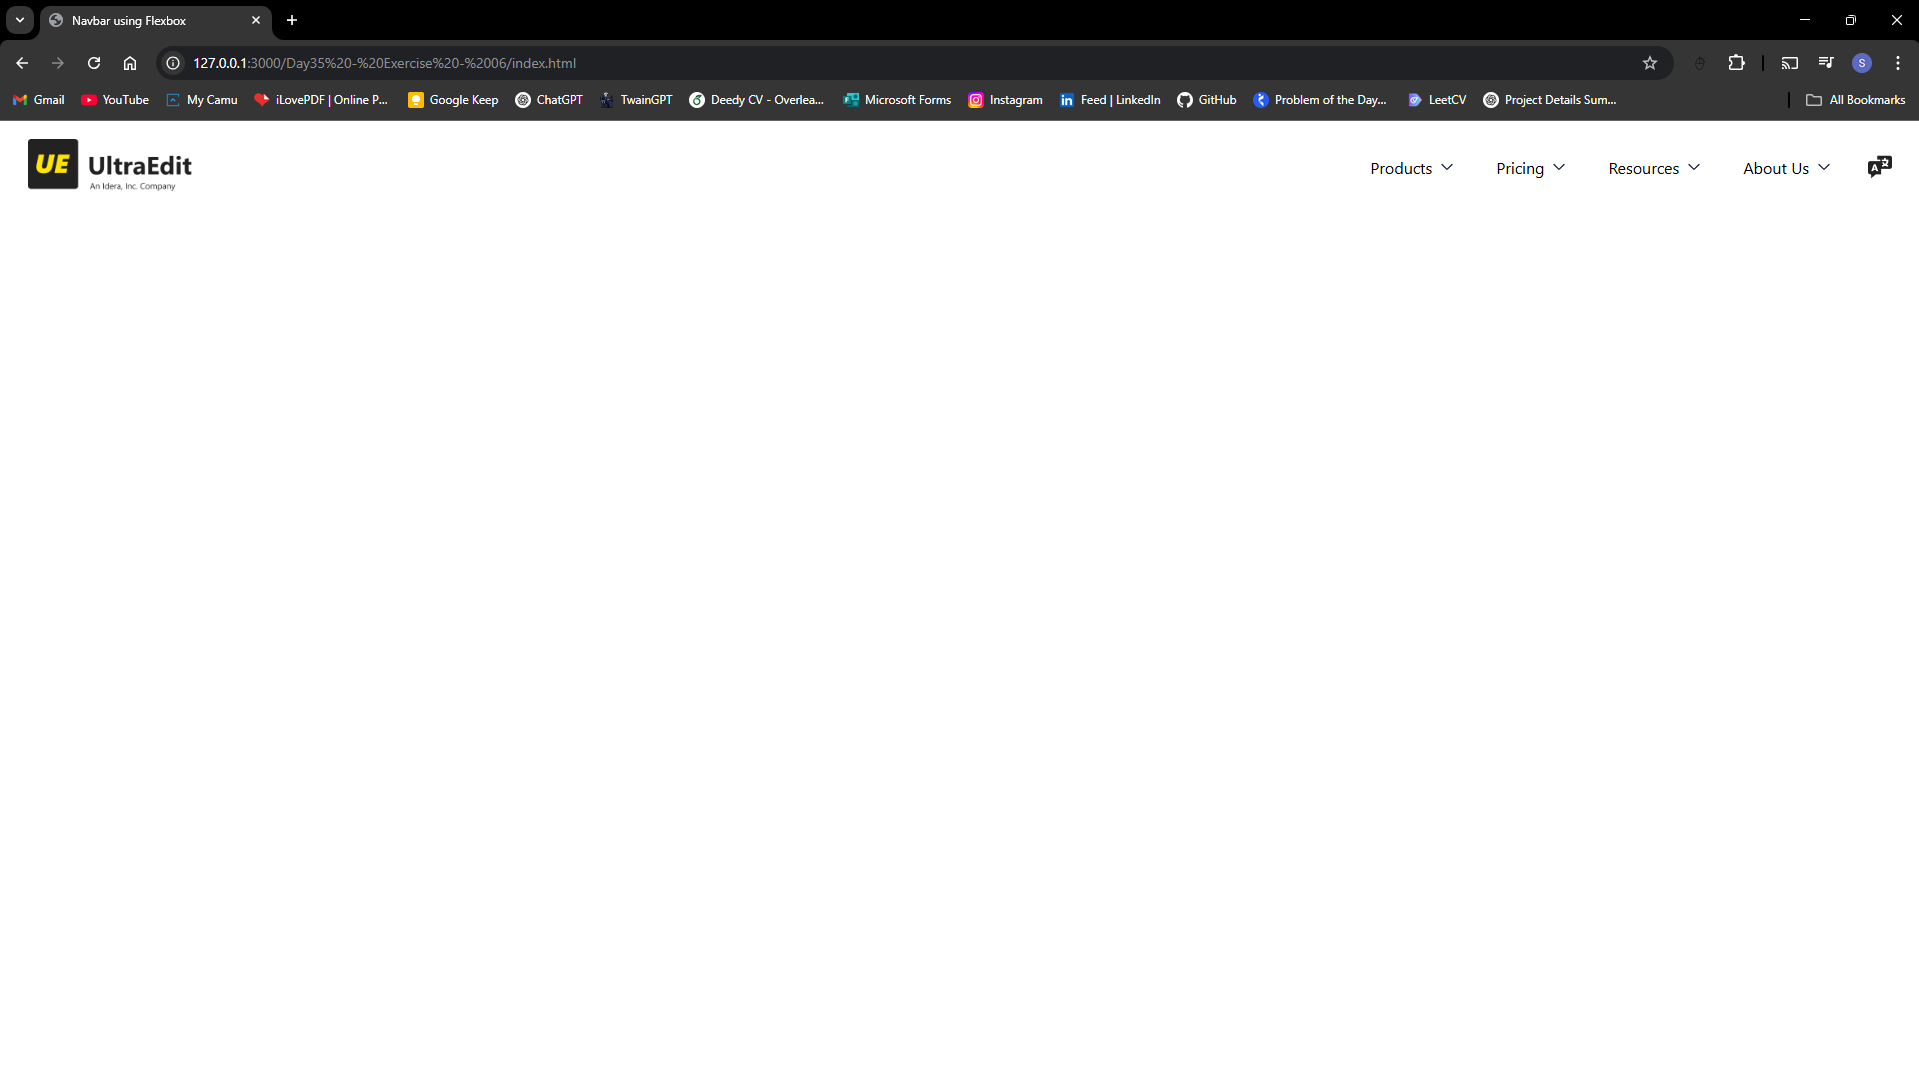 Navbar using Flexbox
127.0.0.1:3000/Day35%20-%20Exercise%20-%2006/index.html
S
Gmail YouTube My Camu iLovePDF | Online P... Google Keep ChatGPT TwainGPT Deedy CV - Overlea... Microsoft Forms Instagram Feed | LinkedIn GitHub Problem of the Day... LeetCV Project Details Sum... All Bookmarks
UE UltraEdit
An Idera, Inc. Company
Products Pricing Resources About Us A